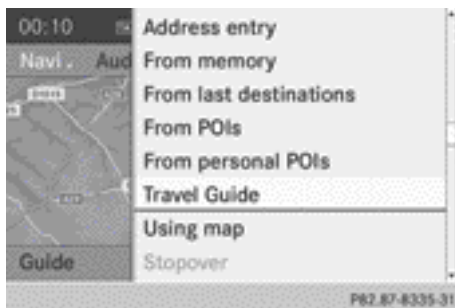 00:10
Navi
Aud
Guide
Address entry
From memory
From last destinations
From POIs
From personal POIs
Travel Guide
Using map
Stopover
P82.87-8335-31